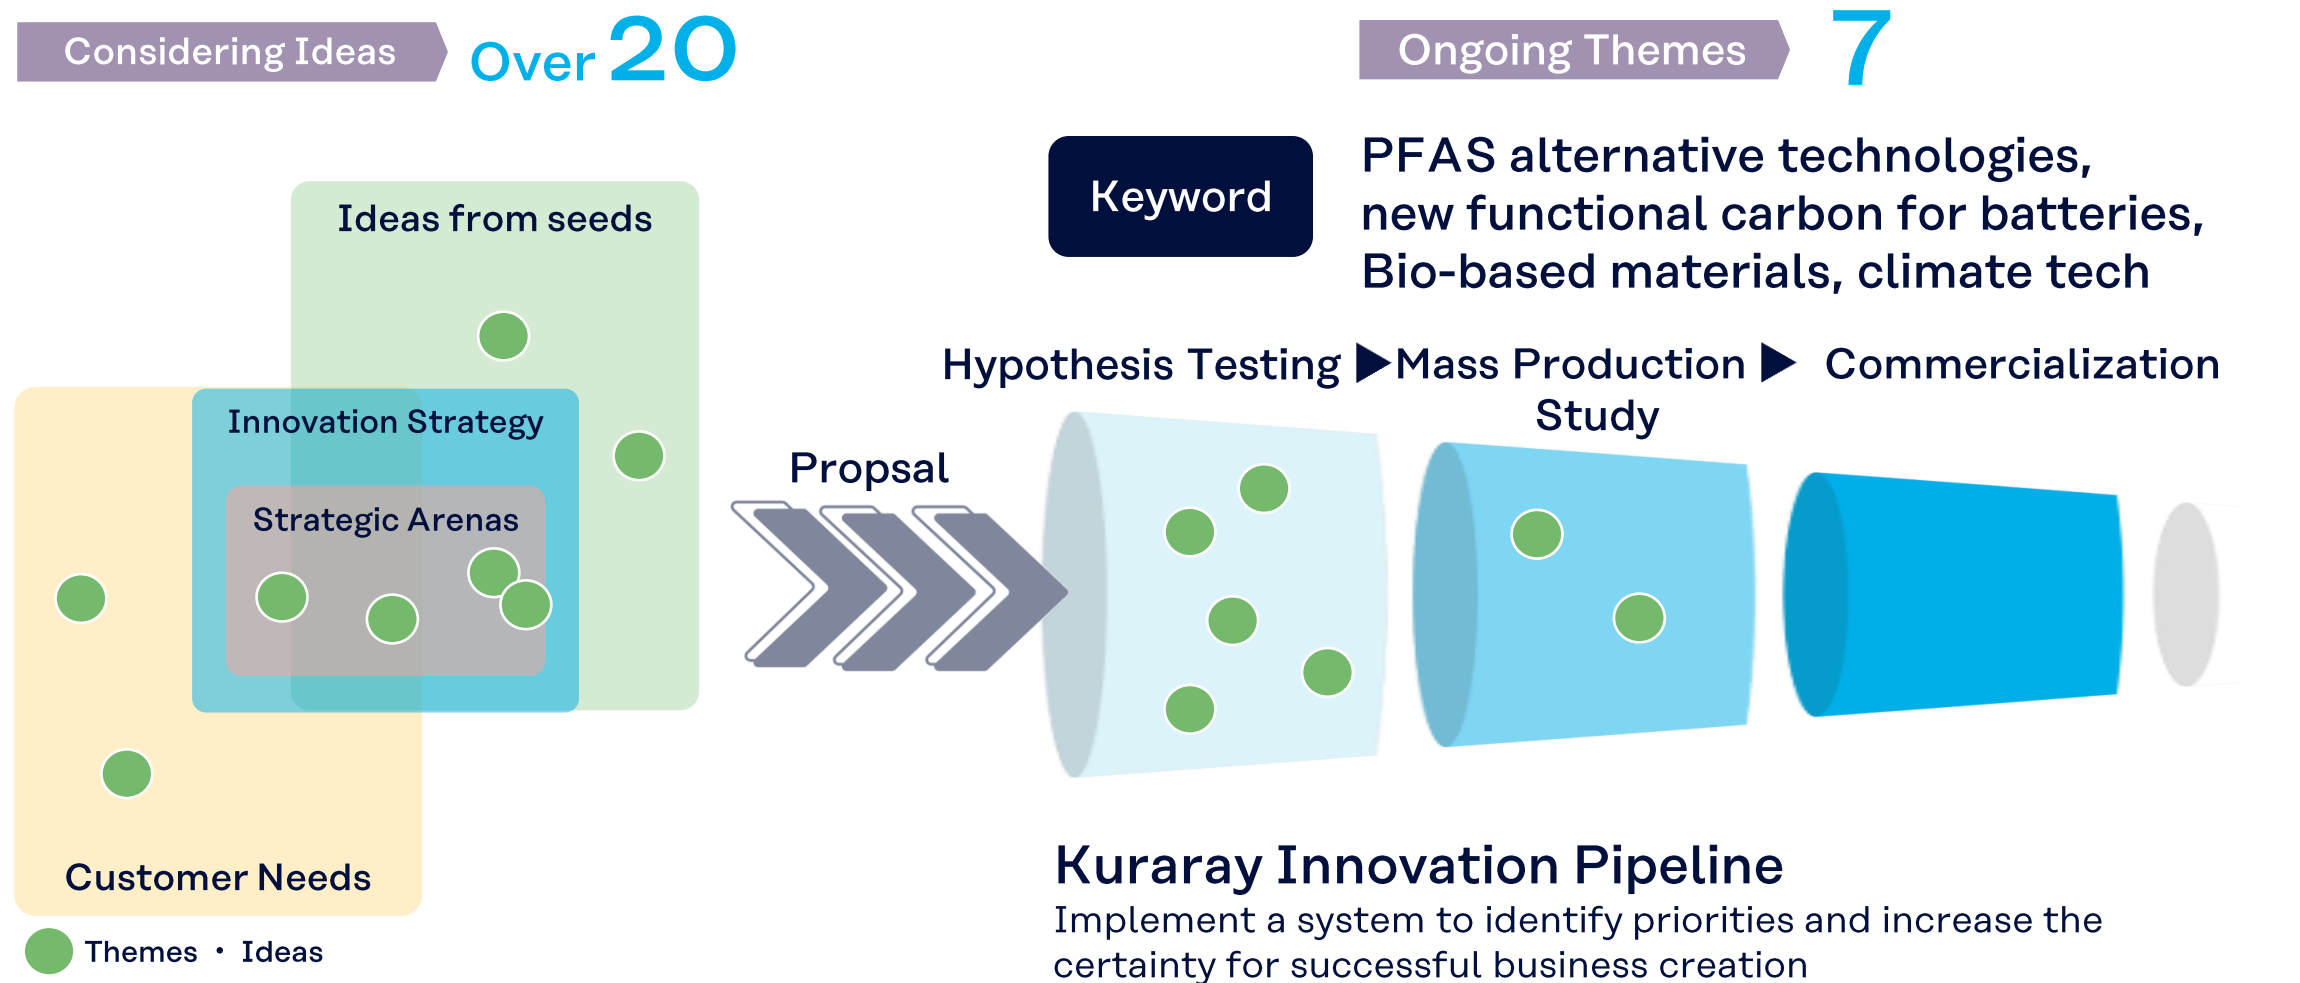 Considering Ideas
Over 20
Ongoing Themes
7
Keyword
PFAS alternative technologies,
new functional carbon for batteries,
Bio-based materials, climate tech
Ideas from seeds
Innovation Strategy
Strategic Arenas
Customer Needs
Themes・Ideas
Propsal
Hypothesis Testing ▶ Mass Production ▶ Commercialization
Study
Kuraray Innovation Pipeline
Implement a system to identify priorities and increase the
certainty for successful business creation